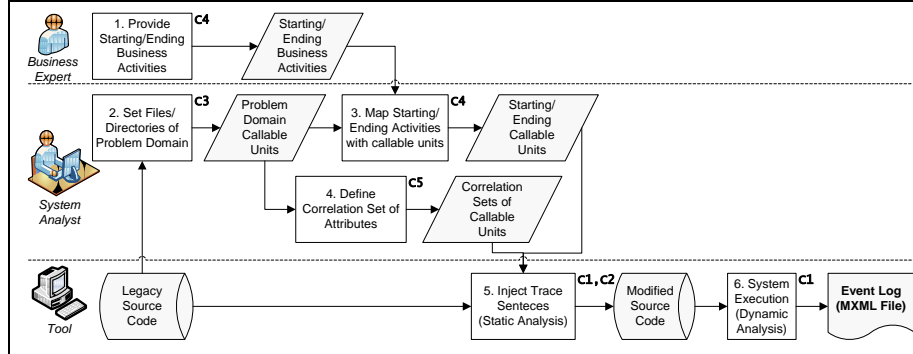 1. Provide
Starting/Ending
Business
Activities
C4
Starting/
Ending
Business
Activities
Business
Expert
2. Set Files/
Directories of
Problem Domain
C3
Problem
Domain
Callable
Units
3. Map Starting/
Ending Activities
with callable units
C4
Starting/
Ending
Callable
Units
System
Analyst
4. Define
Correlation Set of
Attributes
C5
Correlation
Sets of
Callable
Units
Tool
Legacy
Source
Code
5. Inject Trace
Senteces
(Static Analysis)
C1,C2
Modified
Source
Code
6. System
Execution
(Dynamic
Analysis)
C1
Event Log
(MXML File)